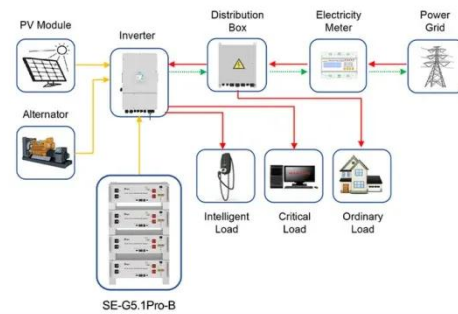 PV Module
Inverter
Distribution
Box
Electricity
Meter
Power
Grid
Alternator
Intelligent
Load
Critical
Load
Ordinary
Load
SE-G5.1Pro-B